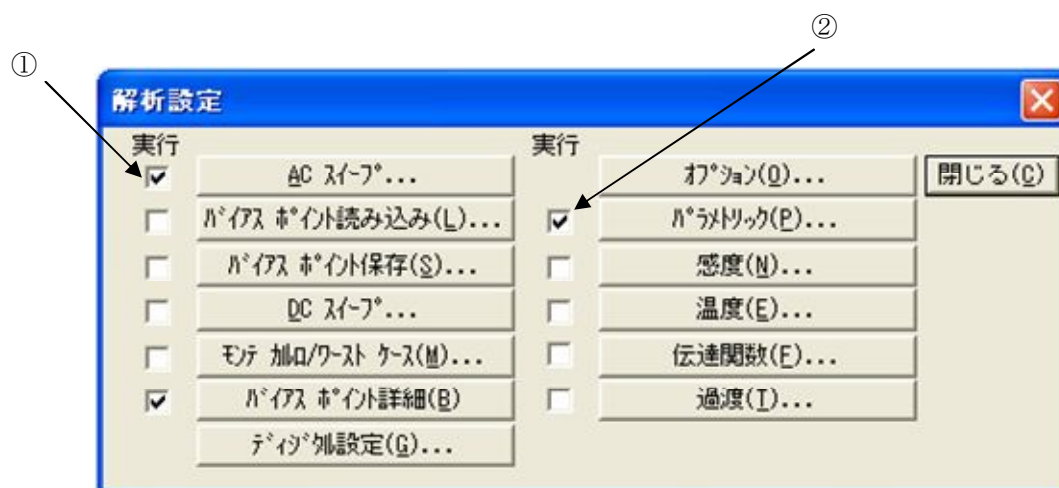 ①
②
解析設定
実行
AC ｽｲｰﾌﾟ...
ﾊﾞｲｱｽ ﾎﾟｲﾝﾄ読み込み(L)...
ﾊﾞｲｱｽ ﾎﾟｲﾝﾄ保存(S)...
DC ｽｲｰﾌﾟ...
ﾓﾝﾃ ｶﾙﾛ/ﾜｰｽﾄ ｹｰｽ(M)...
ﾊﾞｲｱｽ ﾎﾟｲﾝﾄ詳細(B)
ﾃﾞｨｼﾞﾀﾙ設定(G)...
実行
ｵﾌﾟｼｮﾝ(O)...
ﾊﾟﾗﾒﾄﾘｯｸ(P)...
感度(N)...
温度(E)...
伝達関数(F)...
過渡(T)...
閉じる(C)